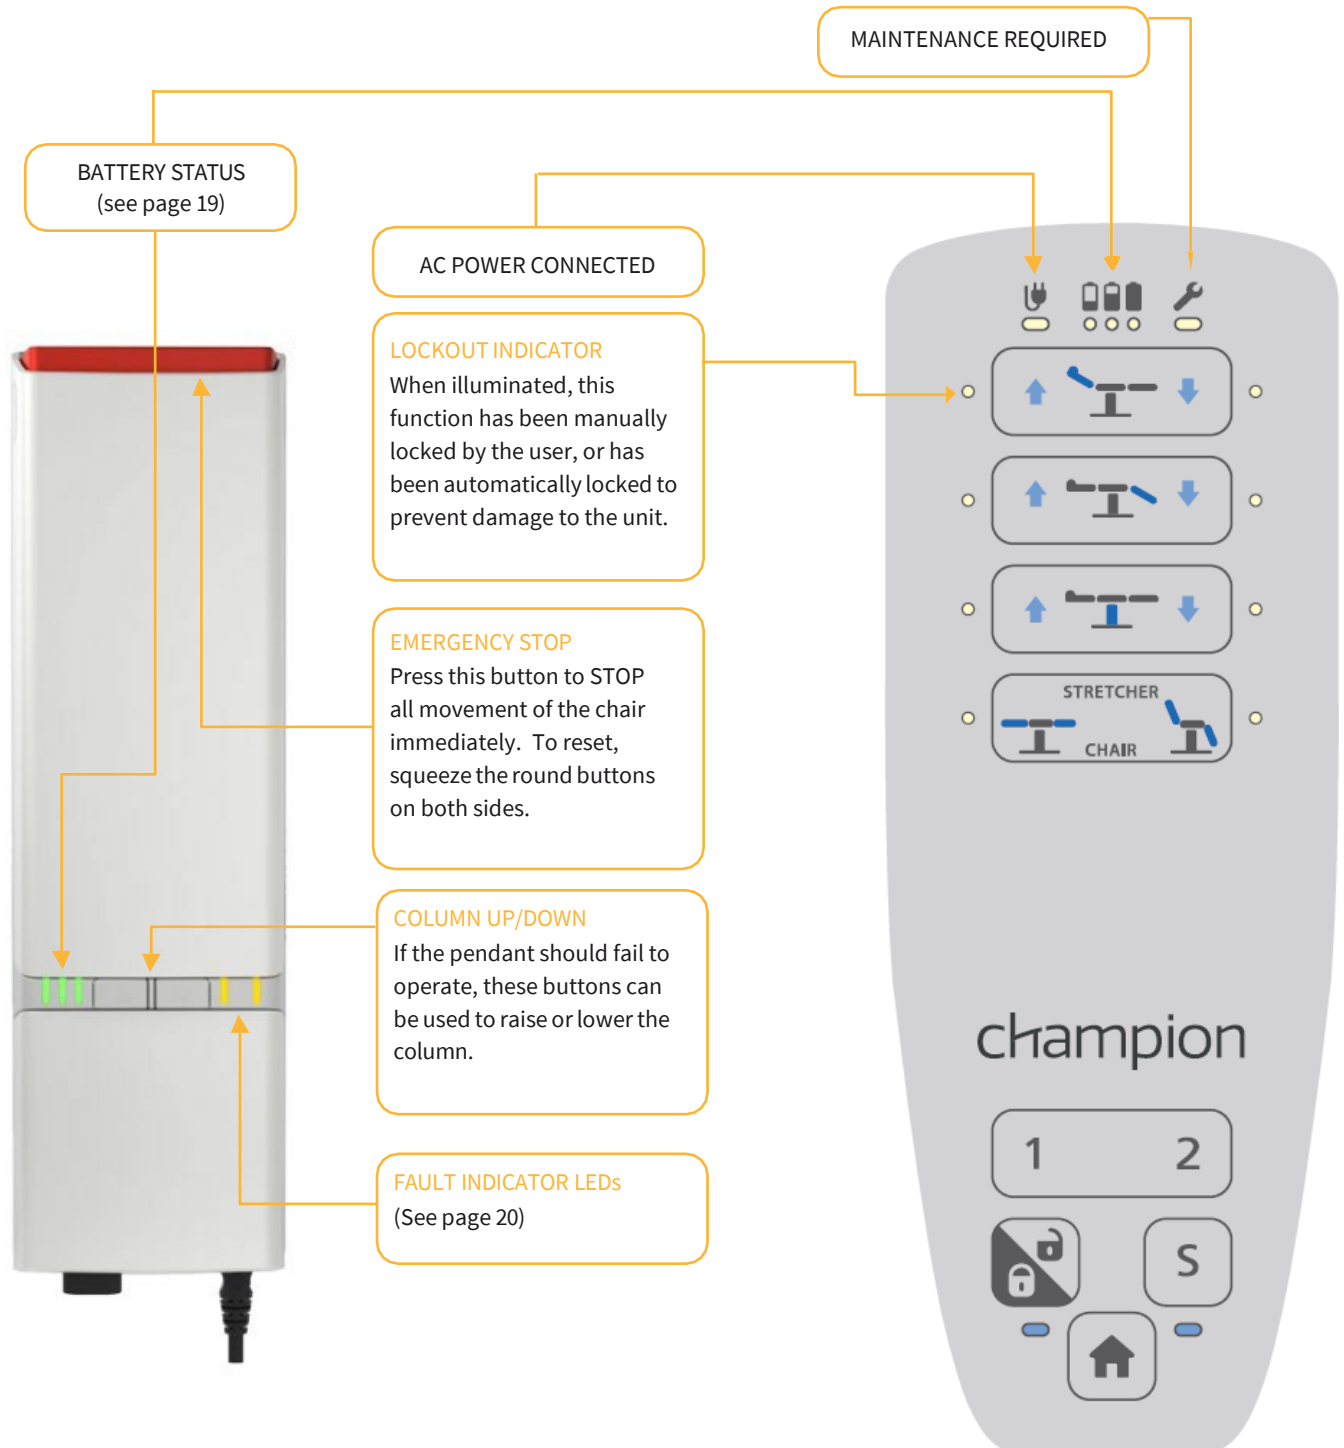 MAINTENANCE REQUIRED
BATTERY STATUS
(see page 19)
AC POWER CONNECTED
LOCKOUT INDICATOR
When illuminated, this
function has been manually
locked by the user, or has
been automatically locked to
prevent damage to the unit.
EMERGENCY STOP
Press this button to STOP
all movement of the chair
immediately. To reset,
squeeze the round buttons
on both sides.
STRETCHER
CHAIR
COLUMN UP/DOWN
If the pendant should fail to
operate, these buttons can
be used to raise or lower the
column.
champion
1 2
FAULT INDICATOR LEDs
(See page 20)
S